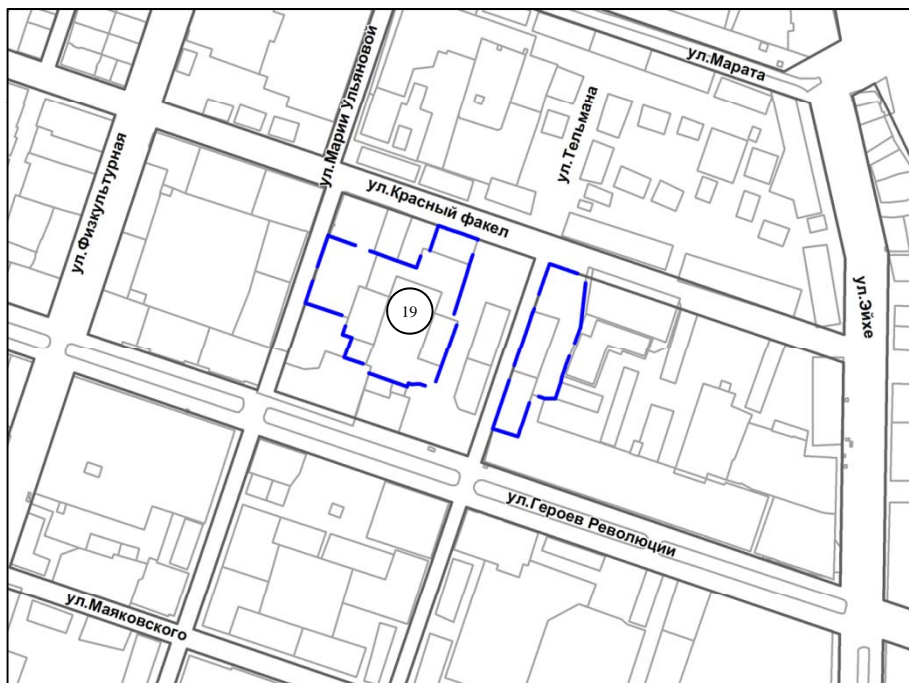 ул.Марата
ул.Марии Ульяновой
ул.Тельмана
ул.Физкультурная
ул.Красный факел
ул.Эйхе
19
ул.Героев Революции
ул.Маяковского